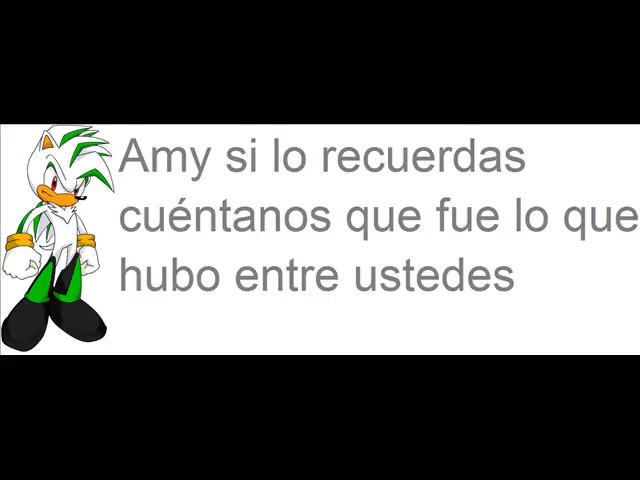 Amy si lo recuerdas
cuéntanos que fue lo que
hubo entre ustedes